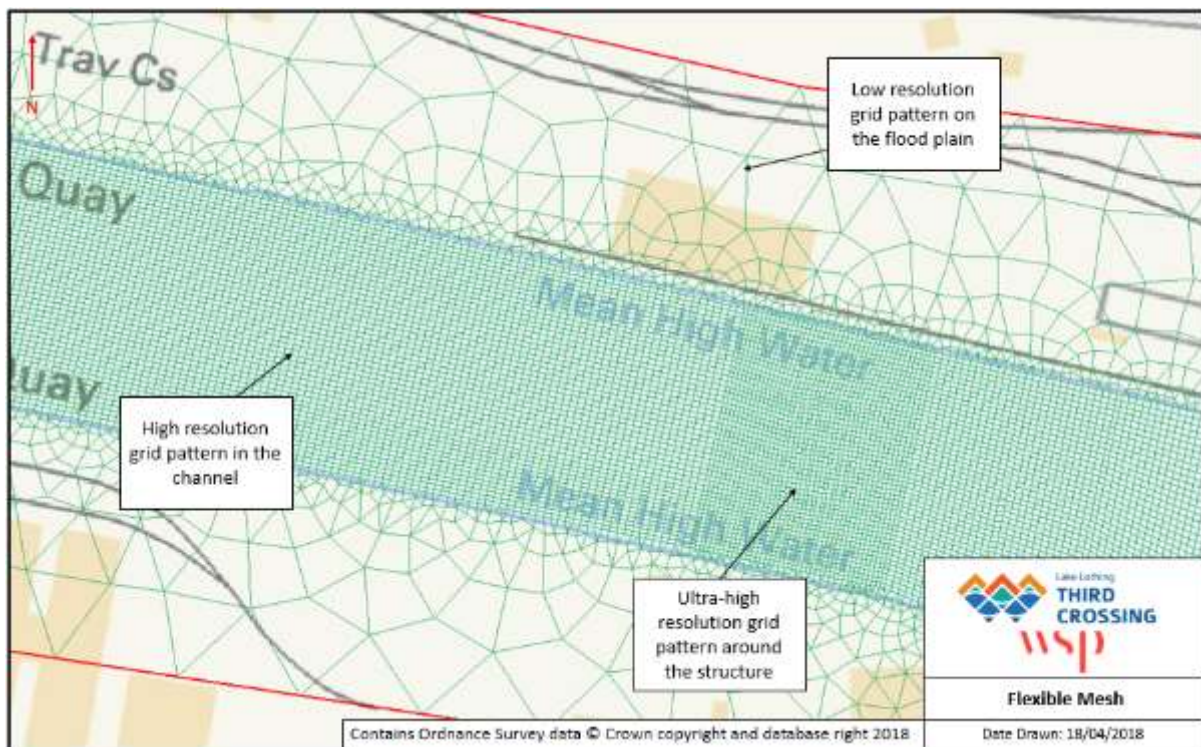 Trav Cs
N
Quay
Quay
Mean High Water
Mean High Water
Low resolution
grid pattern on
the flood plain
High resolution
grid pattern in the
channel
Ultra-high
resolution grid
pattern around
the structure
Lake Lothing
THIRD
CROSSING
wsp
Flexible Mesh
Contains Ordnance Survey data © Crown copyright and database right 2018
Date Drawn: 18/04/2018